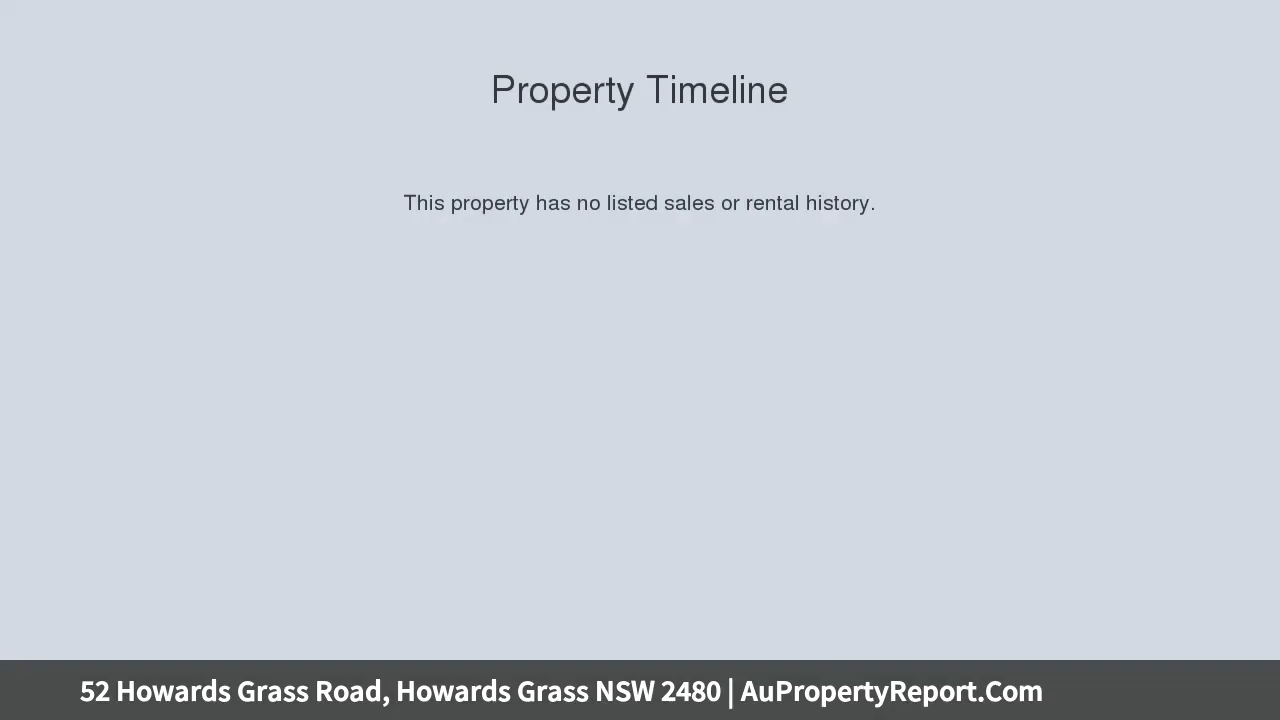 Property Timeline
This property has no listed sales or rental history.
52 Howards Grass Road, Howards Grass NSW 2480 | AuPropertyReport.Com